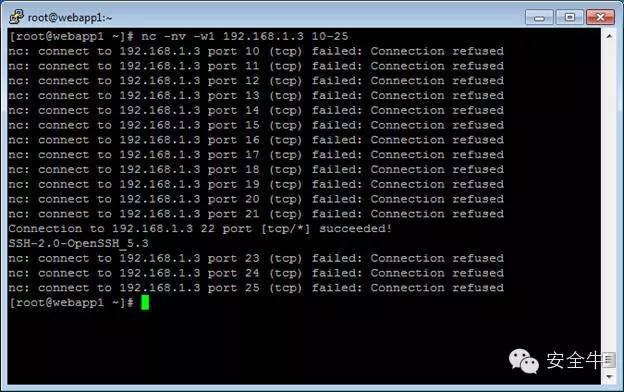 root@webapp1:~
[root@webapp1 ~]# nc -nv -w1 192.168.1.3 10-25
nc: connect to 192.168.1.3 port 10 (tcp) failed: Connection refused
nc: connect to 192.168.1.3 port 11 (tcp) failed: Connection refused
nc: connect to 192.168.1.3 port 12 (tcp) failed: Connection refused
nc: connect to 192.168.1.3 port 13 (tcp) failed: Connection refused
nc: connect to 192.168.1.3 port 14 (tcp) failed: Connection refused
nc: connect to 192.168.1.3 port 15 (tcp) failed: Connection refused
nc: connect to 192.168.1.3 port 16 (tcp) failed: Connection refused
nc: connect to 192.168.1.3 port 17 (tcp) failed: Connection refused
nc: connect to 192.168.1.3 port 18 (tcp) failed: Connection refused
nc: connect to 192.168.1.3 port 19 (tcp) failed: Connection refused
nc: connect to 192.168.1.3 port 20 (tcp) failed: Connection refused
nc: connect to 192.168.1.3 port 21 (tcp) failed: Connection refused
Connection to 192.168.1.3 22 port [tcp/*] succeeded!
SSH-2.0-OpenSSH_5.3
nc: connect to 192.168.1.3 port 23 (tcp) failed: Connection refused
nc: connect to 192.168.1.3 port 24 (tcp) failed: Connection refused
nc: connect to 192.168.1.3 port 25 (tcp) failed: Connection refused
[root@webapp1 ~]#
安全牛